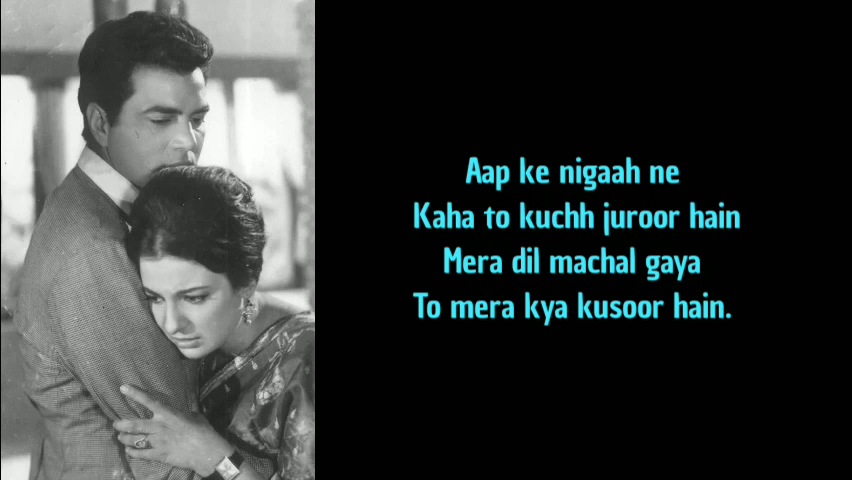 Aap ke nigaah ne
Kaha to kuchh juroor hain
Mera dil machal gaya
To mera kya kusoor hain.